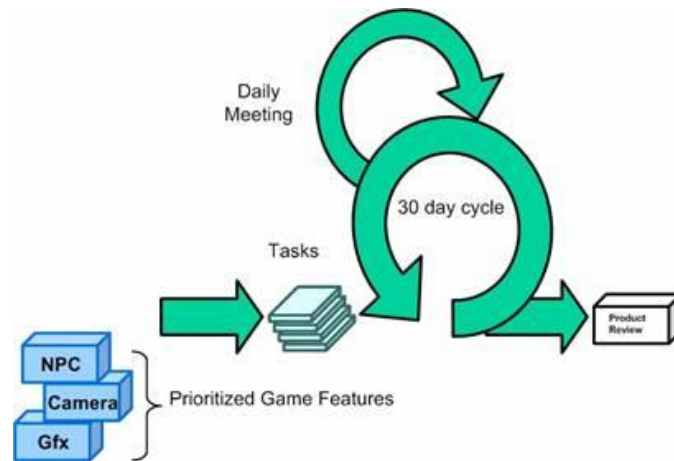 Daily
Meeting
30 day cycle
Tasks
Product
Review
NPC
Camera
Gfx
Prioritized Game Features